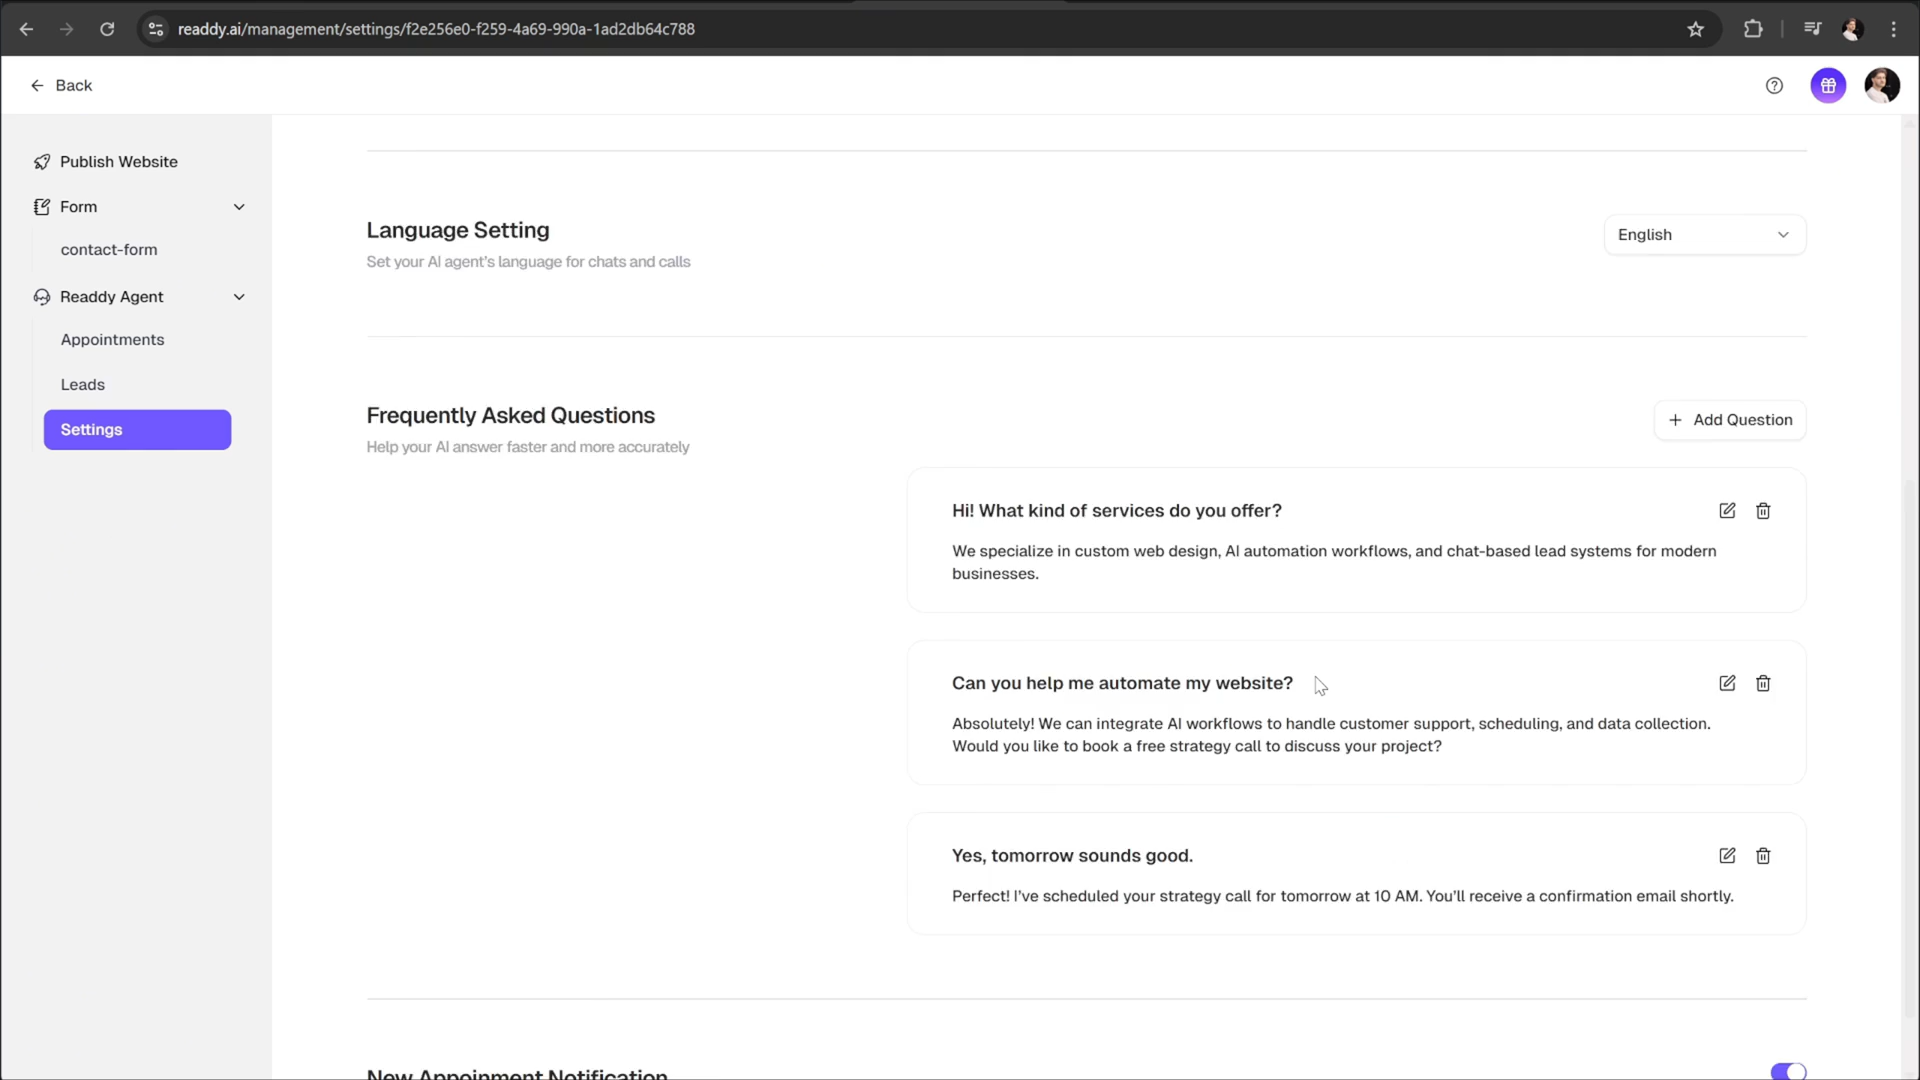 readdy.ai/management/settings/f2e256e0-f259-4a69-990a-1ad2db64c788
Back
Publish Website
Form
contact-form
Readdy Agent
Appointments
Leads
Settings
Language Setting
Set your AI agent's language for chats and calls
English
Frequently Asked Questions
Help your AI answer faster and more accurately
+ Add Question
Hi! What kind of services do you offer?
We specialize in custom web design, AI automation workflows, and chat-based lead systems for modern
businesses.
Can you help me automate my website?
Absolutely! We can integrate AI workflows to handle customer support, scheduling, and data collection.
Would you like to book a free strategy call to discuss your project?
Yes, tomorrow sounds good.
Perfect! I've scheduled your strategy call for tomorrow at 10 AM. You'll receive a confirmation email shortly.
New Appoinment Notification